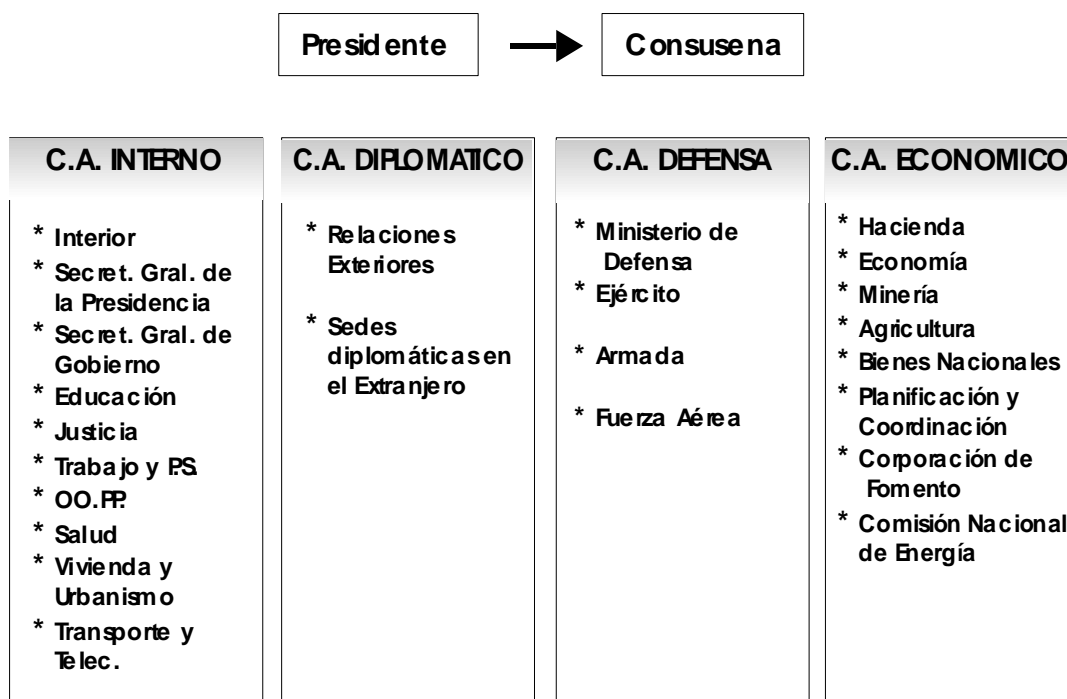 Presidente
Consusena
C.A. INTERNO
* Interior
* Secret. Gral. de
la Presidencia
* Secret. Gral. de
Gobierno
* Educación
* Justicia
* Trabajo y P.S.
* OO.PP.
* Salud
* Vivienda y
Urbanismo
* Transporte y
Telec.
C.A. DIPLOMATICO
* Relaciones
Exteriores
* Sedes
diplomáticas en
el Extranjero
C.A. DEFENSA
* Ministerio de
Defensa
* Ejército
* Armada
* Fuerza Aérea
C.A. ECONOMICO
* Hacienda
* Economía
* Minería
* Agricultura
* Bienes Nacionales
* Planificación y
Coordinación
* Corporación de
Fomento
* Comisión Nacional
de Energía